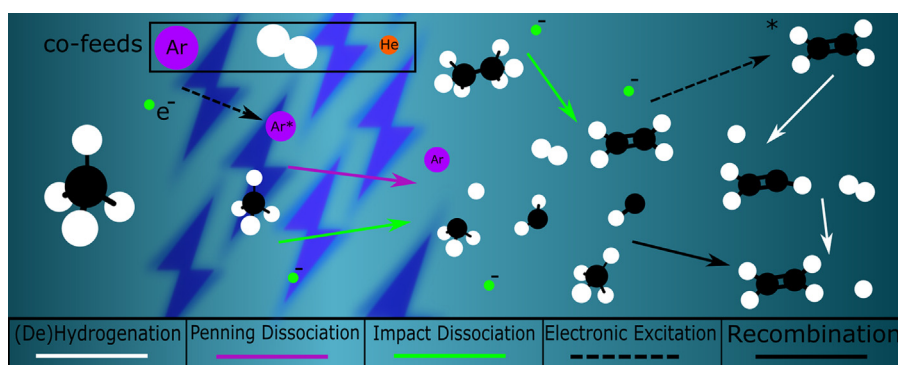 co-feeds
Ar
He
e-
Ar*
Ar
-
-
-
-
*
(De)Hydrogenation
Penning Dissociation
Impact Dissociation
Electronic Excitation
Recombination